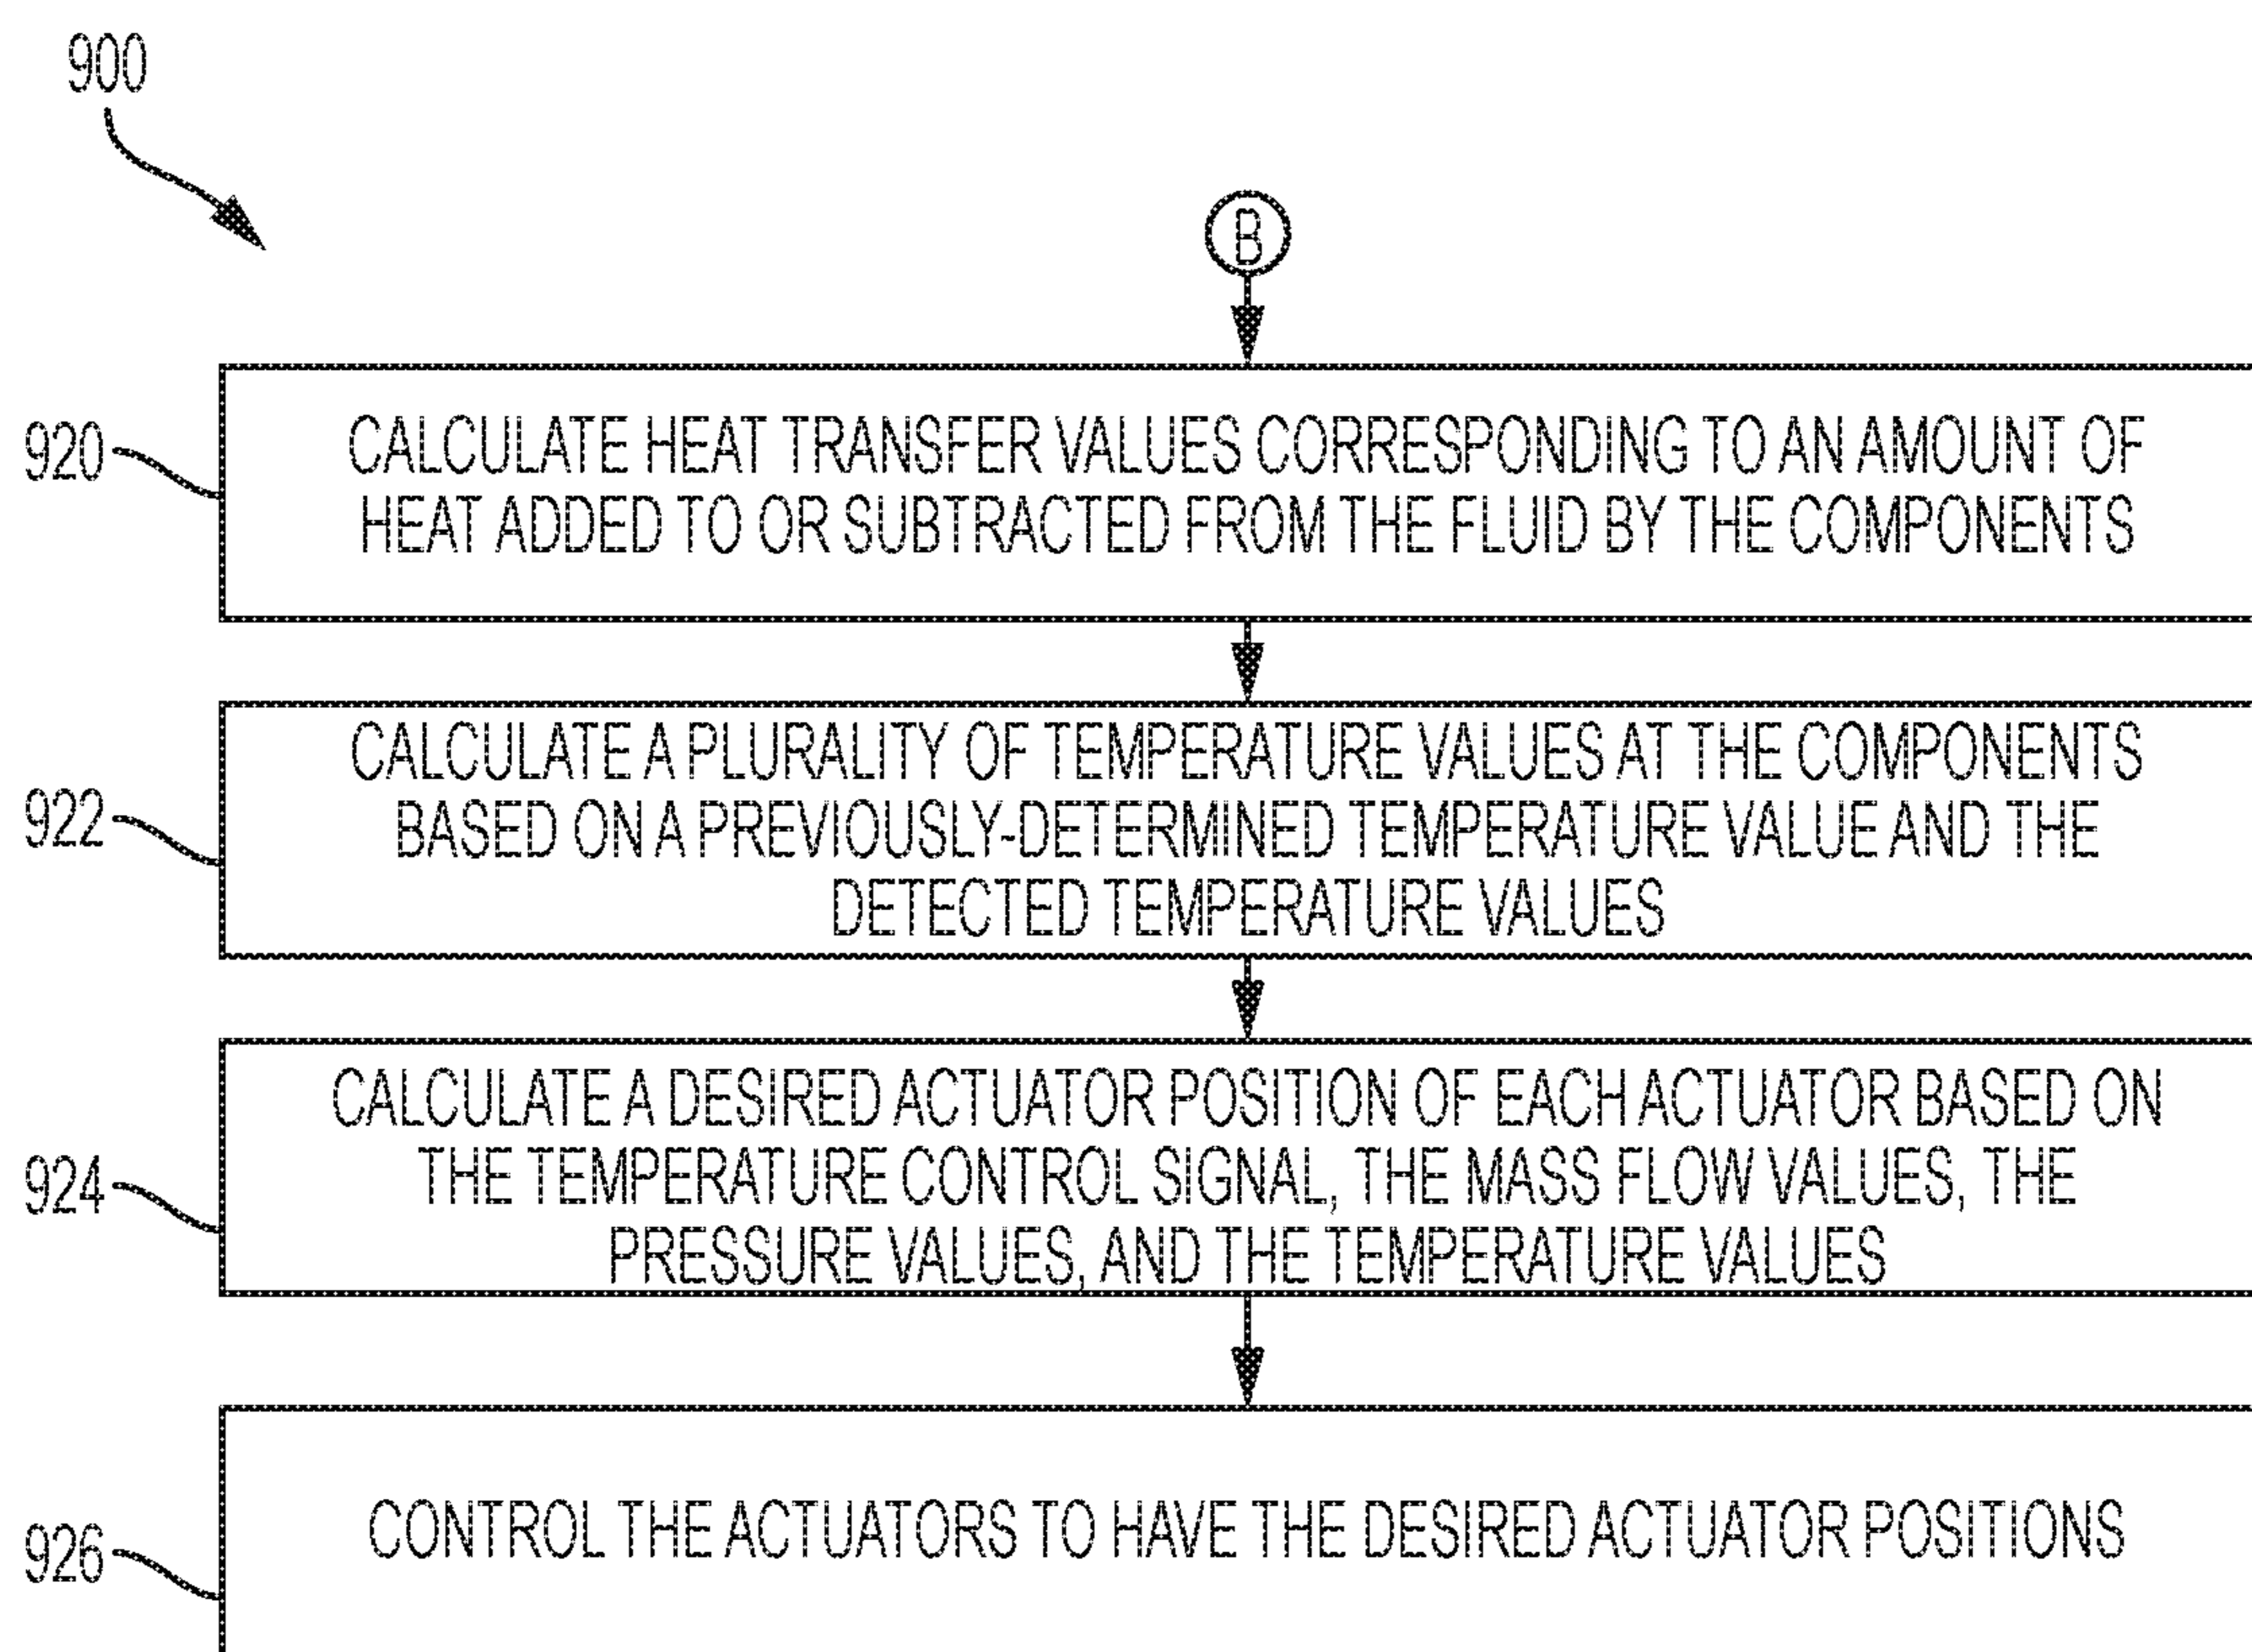 900
B
920
CALCULATE HEAT TRANSFER VALUES CORRESPONDING TO AN AMOUNT OF
HEAT ADDED TO OR SUBTRACTED FROM THE FLUID BY THE COMPONENTS
922
CALCULATE A PLURALITY OF TEMPERATURE VALUES AT THE COMPONENTS
BASED ON A PREVIOUSLY-DETERMINED TEMPERATURE VALUE AND THE
DETECTED TEMPERATURE VALUES
924
CALCULATE A DESIRED ACTUATOR POSITION OF EACH ACTUATOR BASED ON
THE TEMPERATURE CONTROL SIGNAL, THE MASS FLOW VALUES, THE
PRESSURE VALUES, AND THE TEMPERATURE VALUES
926
CONTROL THE ACTUATORS TO HAVE THE DESIRED ACTUATOR POSITIONS